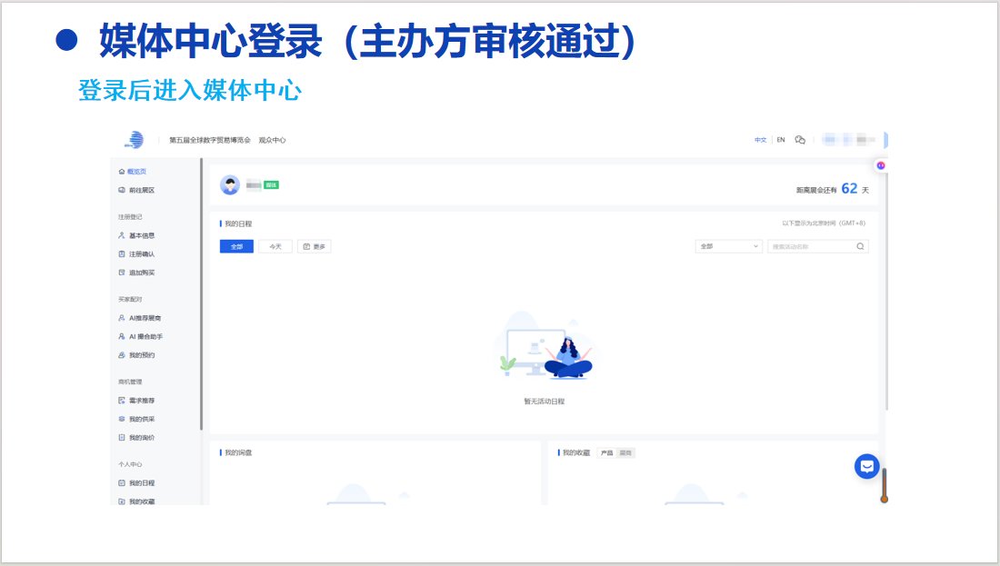 媒体中心登录（主办方审核通过）
登录后进入媒体中心
第五届全球数字贸易博览会 观众中心
中文 EN
概览页
前往展区
注册登记
基本信息
注册确认
追加购买
买家配对
AI推荐展商
AI 撮合助手
我的预约
商机管理
需求推荐
我的供采
我的询价
个人中心
我的日程
我的收藏
媒体
距离展会还有 62 天
我的日程
以下显示为北京时间（GMT+8）
全部 今天 更多
全部 搜索活动名称
暂无活动日程
我的询盘
我的收藏 产品 展商